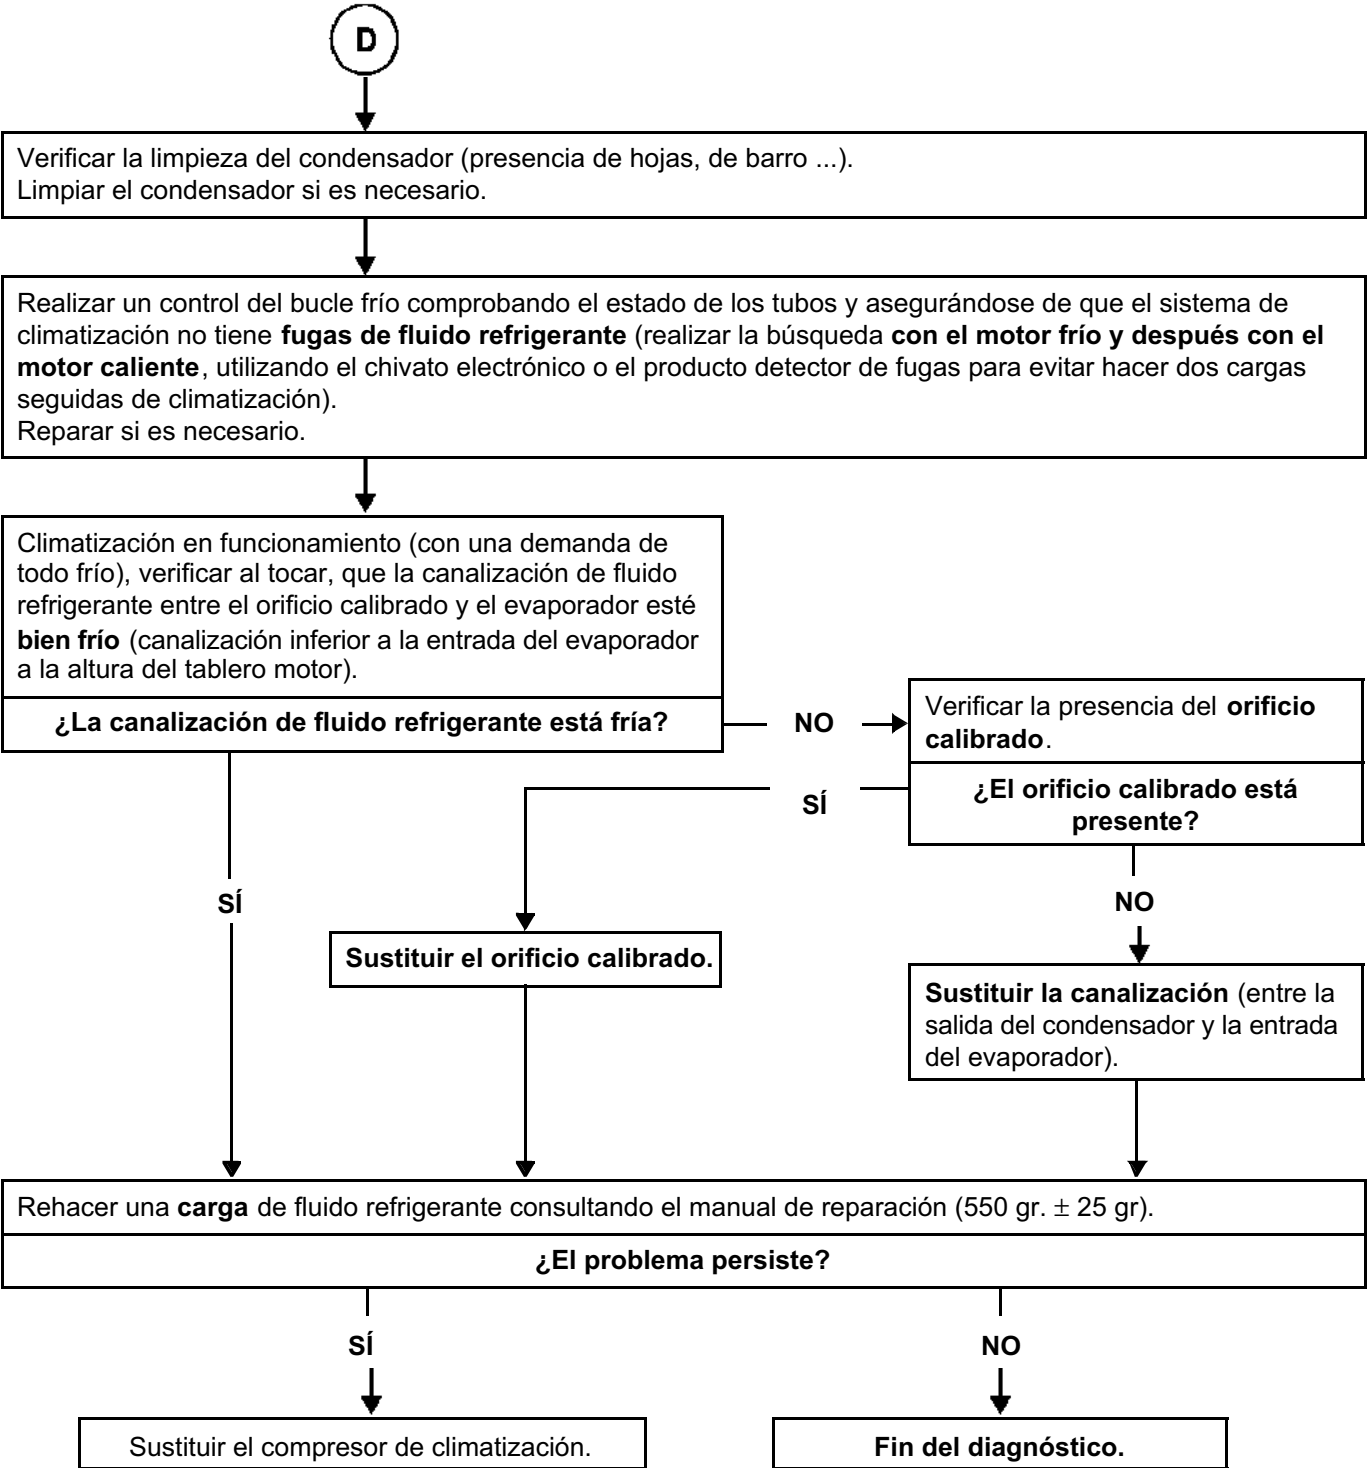 D
Verificar la limpieza del condensador (presencia de hojas, de barro ...).
Limpiar el condensador si es necesario.
Realizar un control del bucle frío comprobando el estado de los tubos y asegurándose de que el sistema de
climatización no tiene fugas de fluido refrigerante (realizar la búsqueda con el motor frío y después con el
motor caliente, utilizando el chivato electrónico o el producto detector de fugas para evitar hacer dos cargas
seguidas de climatización).
Reparar si es necesario.
Climatización en funcionamiento (con una demanda de
todo frío), verificar al tocar, que la canalización de fluido
refrigerante entre el orificio calibrado y el evaporador esté
bien frío (canalización inferior a la entrada del evaporador
a la altura del tablero motor).
¿La canalización de fluido refrigerante está fría?
NO
Verificar la presencia del orificio
calibrado.
¿El orificio calibrado está
presente?
SÍ
SÍ
NO
Sustituir el orificio calibrado.
Sustituir la canalización (entre la
salida del condensador y la entrada
del evaporador).
Rehacer una carga de fluido refrigerante consultando el manual de reparación (550 gr. ± 25 gr).
¿El problema persiste?
SÍ
NO
Sustituir el compresor de climatización.
Fin del diagnóstico.